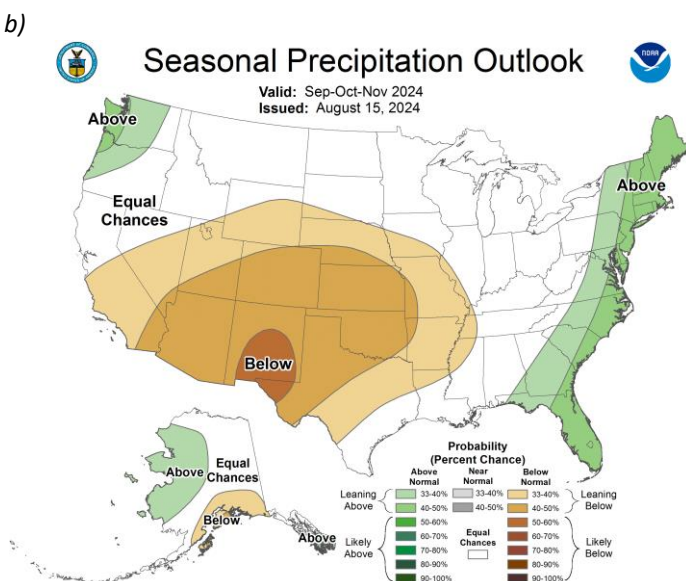 b)
NOAA
Seasonal Precipitation Outlook
Valid: Sep-Oct-Nov 2024
Issued: August 15, 2024
Above
Above
Equal
Chances
Below
Above
Equal
Chances
Below
Above
Probability
(Percent Chance)
Above
Normal
Near
Normal
Below
Normal
Leaning
Above
33-40%
33-40%
33-40%
Leaning
Below
40-50%
40-50%
40-50%
Likely
Above
50-60%
60-70%
70-80%
80-90%
90-100%
Equal
Chances
50-60%
60-70%
70-80%
80-90%
90-100%
Likely
Below